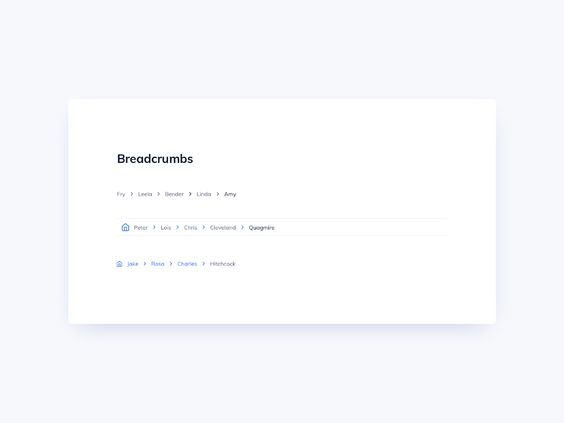 Breadcrumbs
Fry > Leela > Bender > Linda > Amy
Peter > Lois > Chris > Cleveland > Quagmire
Jake > Rosa > Charles > Hitchcock